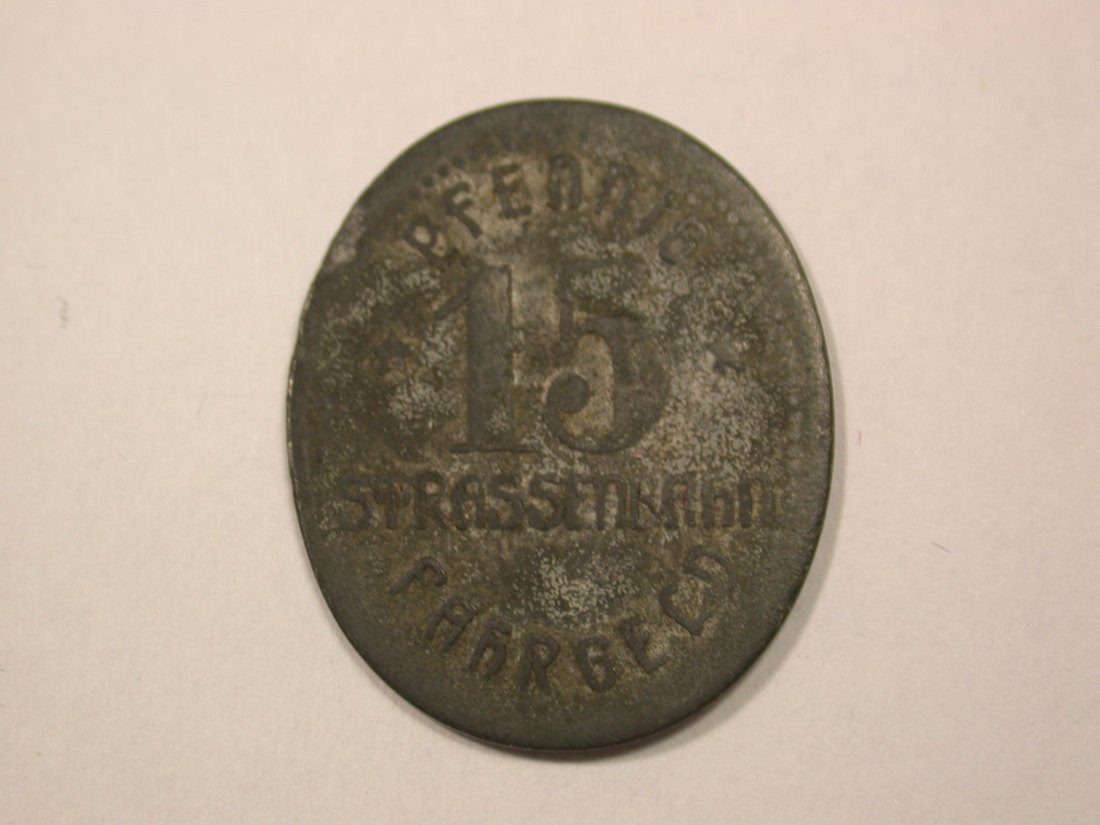 PFENNIG
15
STRASSENBAHN
FAHRGELD